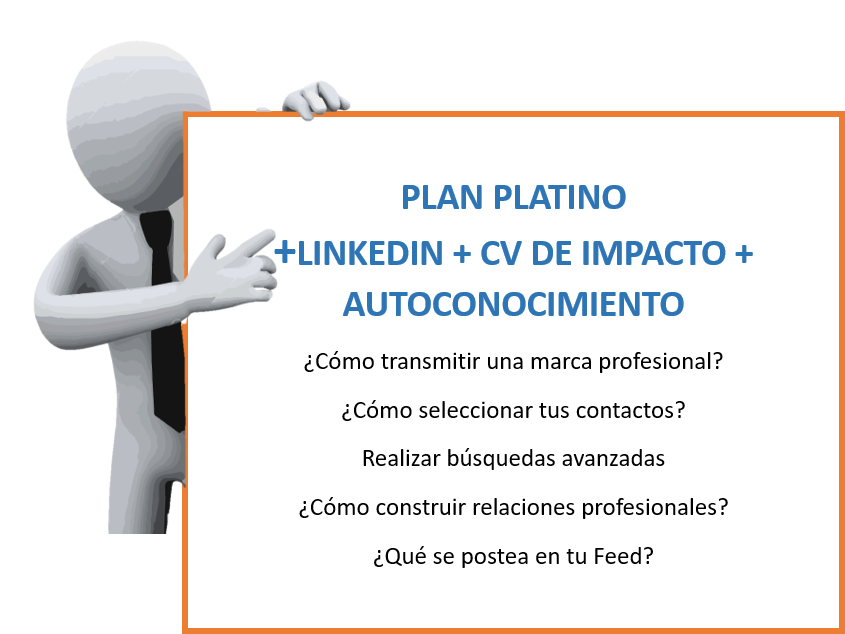 PLAN PLATINO
+LINKEDIN + CV DE IMPACTO +
AUTOCONOCIMIENTO
¿Cómo transmitir una marca profesional?
¿Cómo seleccionar tus contactos?
Realizar búsquedas avanzadas
¿Cómo construir relaciones profesionales?
¿Qué se postea en tu Feed?